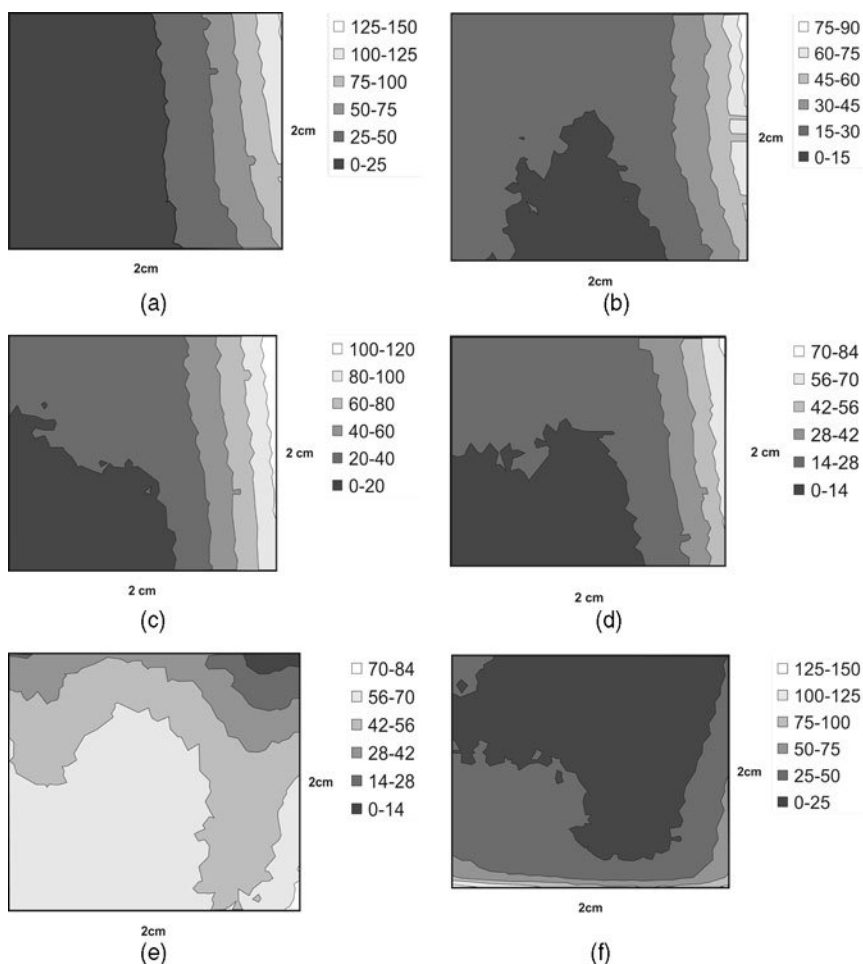 125-150
100-125
75-100
50-75
25-50
0-25
2cm
2cm
(a)
75-90
60-75
45-60
30-45
15-30
0-15
2cm
2cm
(b)
100-120
80-100
60-80
40-60
20-40
0-20
2 cm
2 cm
(c)
70-84
56-70
42-56
28-42
14-28
0-14
2 cm
2 cm
(d)
70-84
56-70
42-56
28-42
14-28
0-14
2cm
2cm
(e)
125-150
100-125
75-100
50-75
25-50
0-25
2cm
2cm
(f)